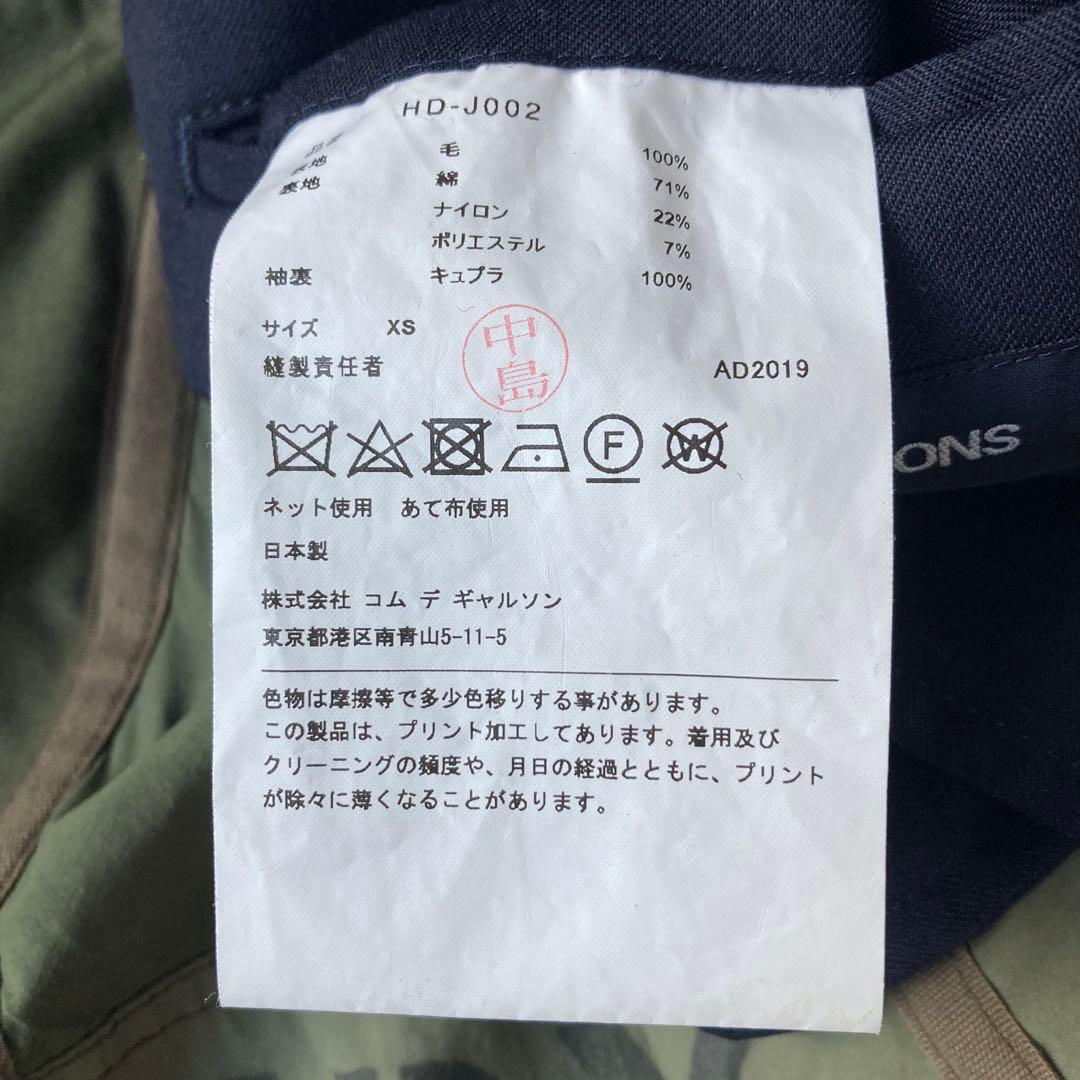 HD-J002
品番
表地 毛 100%
裏地 綿 71%
ナイロン 22%
ポリエステル 7%
袖裏 キュプラ 100%
サイズ XS
縫製責任者 中島 AD2019
F W
ネット使用 あて布使用
日本製
株式会社 コム デ ギャルソン
東京都港区南青山5-11-5
色物は摩擦等で多少色移りする事があります。
この製品は、プリント加工してあります。着用及び
クリーニングの頻度や、月日の経過とともに、プリント
が除々に薄くなることがあります。
ONS